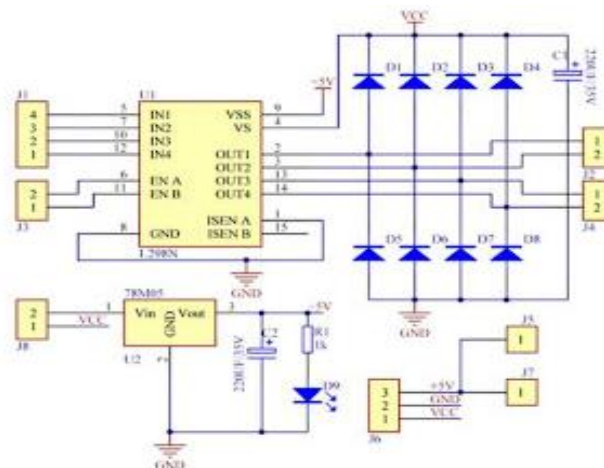 VCC
C1
220UF/35V
D1 D2 D3 D4
+5V
J1 U1
4 5 IN1 VSS 9
3 7 IN2 VS 4
2 10 IN3
1 12 IN4 OUT1 2
OUT2 3
2 6 EN A OUT3 13
1 11 EN B OUT4 14
J3
1
2
J2
1
2
J4
ISEN A 1
8 GND ISEN B 15
L298N
GND
D5 D6 D7 D8
GND
78M05
2 1 Vin Vout 3
1 VCC
J8
GND
U2
+5V
C2
220UF/35V
R1
1k
D9
GND
J5
1
J7
1
3 +5V
2 GND
1 VCC
J6